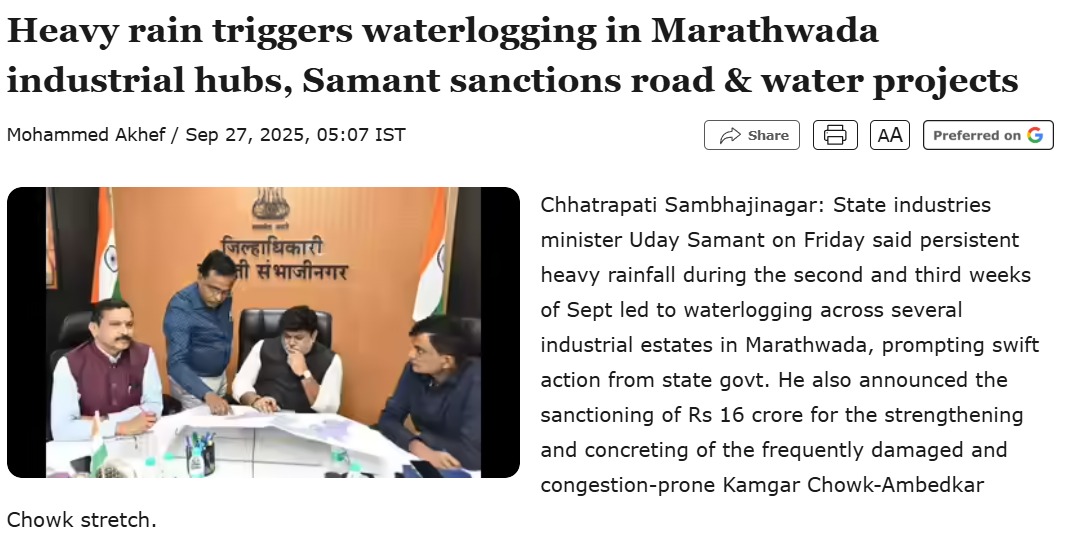 Heavy rain triggers waterlogging in Marathwada
industrial hubs, Samant sanctions road & water projects
Mohammed Akhef / Sep 27, 2025, 05:07 IST
Share
AA
Preferred on G
जिल्हाधिकारी
ती संभाजीनगर
Chhatrapati Sambhajinagar: State industries
minister Uday Samant on Friday said persistent
heavy rainfall during the second and third weeks
of Sept led to waterlogging across several
industrial estates in Marathwada, prompting swift
action from state govt. He also announced the
sanctioning of Rs 16 crore for the strengthening
and concreting of the frequently damaged and
congestion-prone Kamgar Chowk-Ambedkar
Chowk stretch.